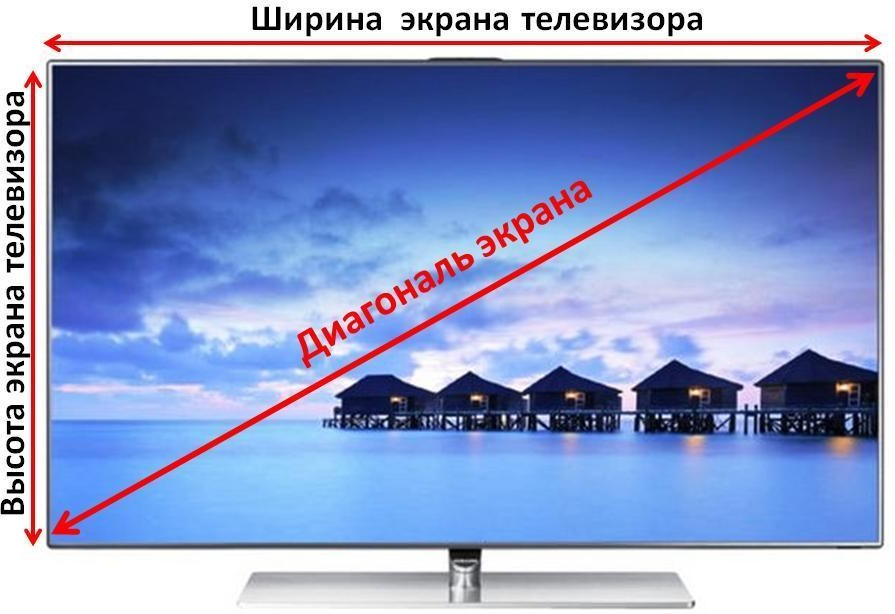 Ширина экрана телевизора
Высота экрана телевизора
Диагональ экрана